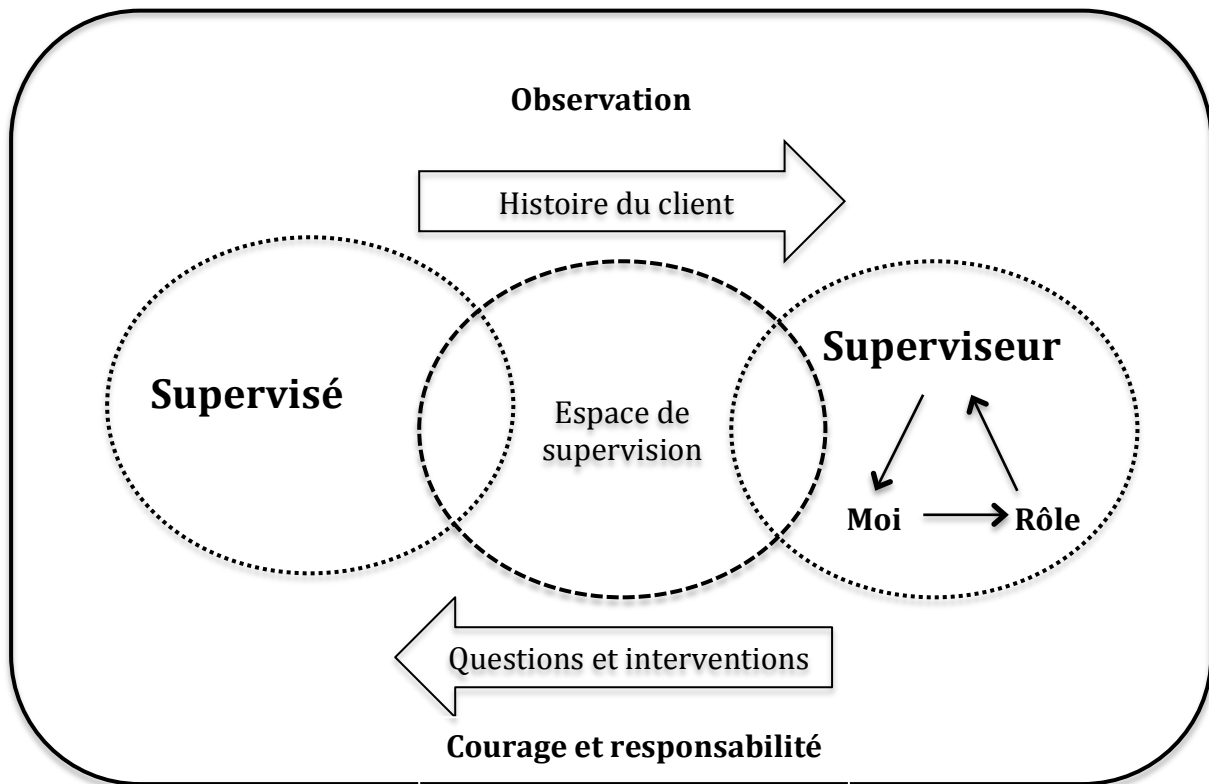 Observation
Histoire du client
Supervisé
Espace de
supervision
Superviseur
Moi
Rôle
Questions et interventions
Courage et responsabilité